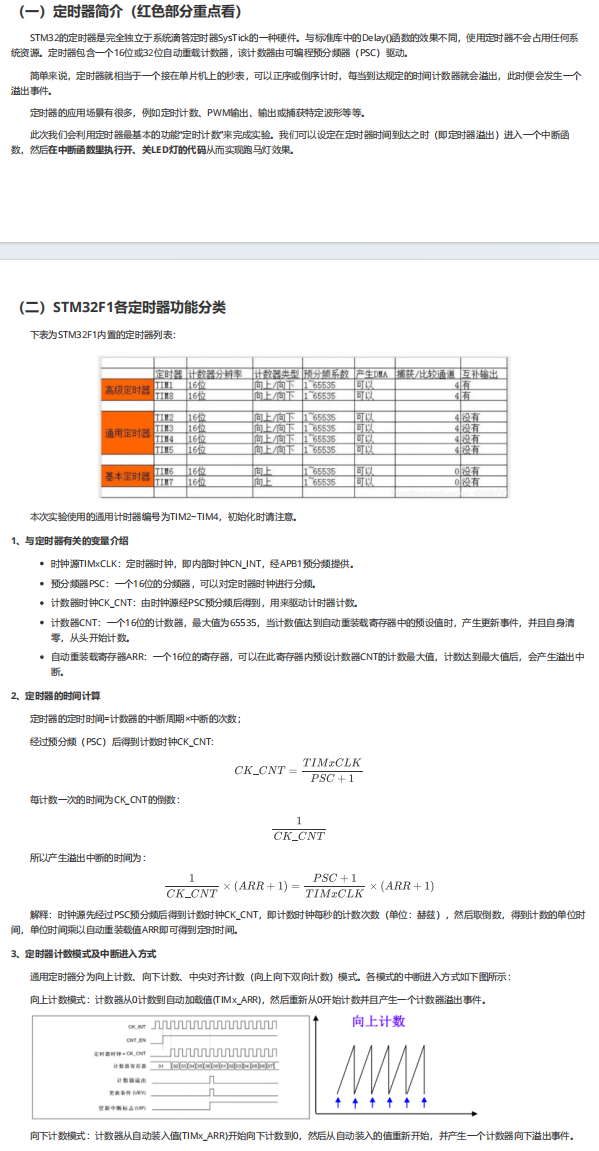 （一）定时器简介（红色部分重点看）
STM32的定时器是完全独立于系统滴答定时器SysTick的一种硬件。与标准库中的Delay()函数的效果不同，使用定时器不会占用任何系
统资源。定时器包含一个16位或32位自动重载计数器，该计数器由可编程预分频器（PSC）驱动。
简单来说，定时器就相当于一个接在单片机上的秒表，可以正序或倒序计时，每当到达规定的时间计数器就会溢出，此时便会发生一个
溢出事件。
定时器的应用场景有很多，例如定时计数、PWM输出、输出或捕获特定波形等等。
此次我们会利用定时器最基本的功能“定时计数”来完成实验。我们可以设定在定时器时间到达之时（即定时器溢出）进入一个中断函
数，然后在中断函数里执行开、关LED灯的代码从而实现跑马灯效果。
（二）STM32F1各定时器功能分类
下表为STM32F1内置的定时器列表：
定时器 计数器分辨率 计数器类型 预分频系数 产生DMA 捕获/比较通道 互补输出
高级定时器
TIM1 16位 向上/向下 1~65535 可以 4 有
TIM8 16位 向上/向下 1~65535 可以 4 有
通用定时器
TIM2 16位 向上/向下 1~65535 可以 4 没有
TIM3 16位 向上/向下 1~65535 可以 4 没有
TIM4 16位 向上/向下 1~65535 可以 4 没有
TIM5 16位 向上/向下 1~65535 可以 4 没有
基本定时器
TIM6 16位 向上 1~65535 可以 0 没有
TIM7 16位 向上 1~65535 可以 0 没有
本次实验使用的通用计时器编号为TIM2~TIM4，初始化时请注意。
1、与定时器有关的变量介绍
• 时钟源TIMxCLK：定时器时钟，即内部时钟CN_INT，经APB1预分频提供。
• 预分频器PSC：一个16位的分频器，可以对定时器时钟进行分频。
• 计数器时钟CK_CNT：由时钟源经PSC预分频后得到，用来驱动计时器计数。
• 计数器CNT：一个16位的计数器，最大值为65535，当计数值达到自动重装载寄存器中的预设值时，产生更新事件，并且自身清
零，从头开始计数。
• 自动重装载寄存器ARR：一个16位的寄存器，可以在此寄存器内预设计数器CNT的计数最大值，计数达到最大值后，会产生溢出中
断。
2、定时器的时间计算
定时器的定时时间=计数器的中断周期×中断的次数；
经过预分频（PSC）后得到计数时钟CK_CNT:
CK_CNT = TIMxCLK / PSC + 1
每计数一次的时间为CK_CNT的倒数：
1 / CK_CNT
所以产生溢出中断的时间为：
1 / CK_CNT × (ARR + 1) = PSC + 1 / TIMxCLK × (ARR + 1)
解释：时钟源先经过PSC预分频后得到计数时钟CK_CNT，即计数时钟每秒的计数次数（单位：赫兹），然后取倒数，得到计数的单位时
间，单位时间乘以自动重装载值ARR即可得到定时时间。
3、定时器计数模式及中断进入方式
通用定时器分为向上计数、向下计数、中央对齐计数（向上向下双向计数）模式。各模式的中断进入方式如下图所示：
向上计数模式：计数器从0计数到自动加载值(TIMx_ARR)，然后重新从0开始计数并且产生一个计数器溢出事件。
CK_INT
CNT_EN
定时器时钟=CK_CNT
计数器寄存器 31 32 33 34 35 36 00 01 02 03 04 05 06 07
计数器溢出
更新事件(UEV)
更新中断标志(UIF)
向上计数
向下计数模式：计数器从自动装入值(TIMx_ARR)开始向下计数到0，然后从自动装入的值重新开始，并产生一个计数器向下溢出事件。